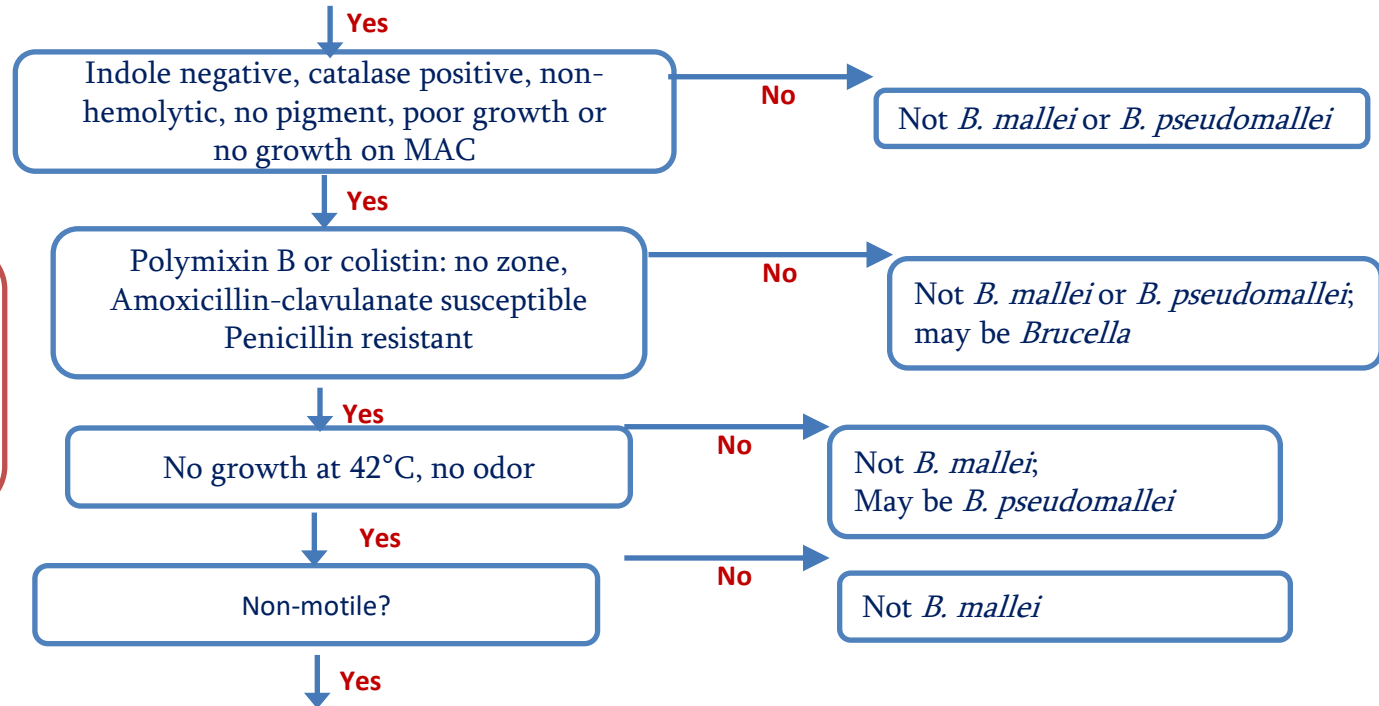 Yes
Indole negative, catalase positive, non-
hemolytic, no pigment, poor growth or
no growth on MAC
No
Not B. mallei or B. pseudomallei
Yes
Polymixin B or colistin: no zone,
Amoxicillin-clavulanate susceptible
Penicillin resistant
No
Not B. mallei or B. pseudomallei;
may be Brucella
Yes
No growth at 42°C, no odor
No
Not B. mallei;
May be B. pseudomallei
Yes
Non-motile?
No
Not B. mallei
Yes